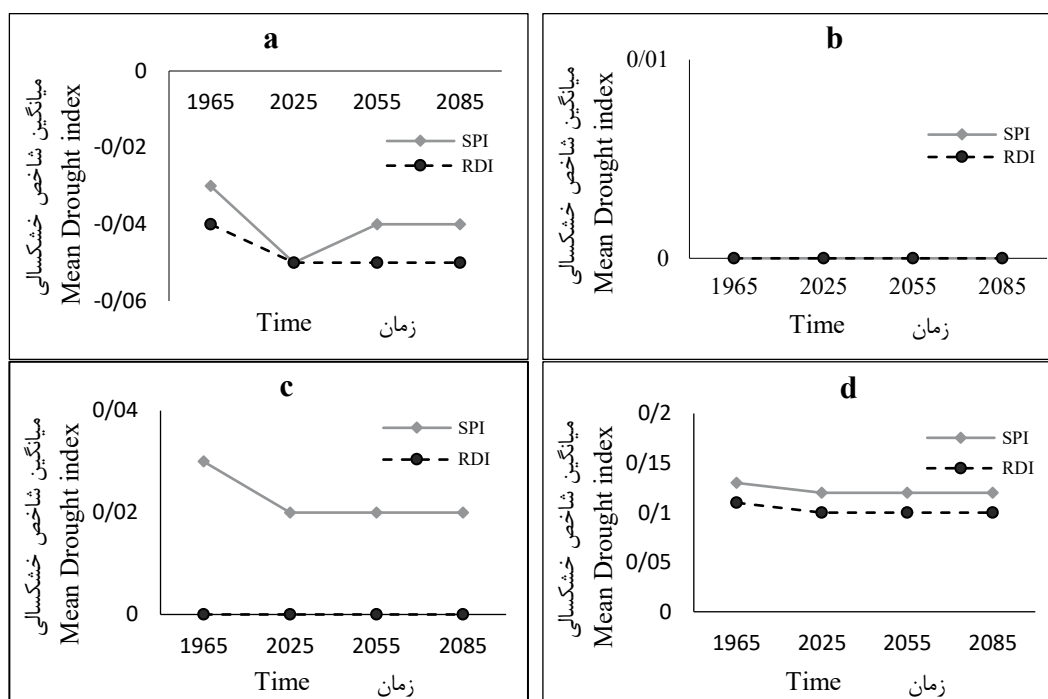 a
0
-0/02
-0/04
-0/06
1965 2025 2055 2085
SPI
RDI
میانگین شاخص خشکسالی
Mean Drought index
Time زمان
b
0/01
0
1965 2025 2055 2085
SPI
RDI
میانگین شاخص خشکسالی
Mean Drought index
Time زمان
c
0/04
0/02
0
1965 2025 2055 2085
SPI
RDI
میانگین شاخص خشکسالی
Mean Drought index
Time زمان
d
0/2
0/15
0/1
0/05
0
1965 2025 2055 2085
SPI
RDI
میانگین شاخص خشکسالی
Mean Drought index
Time زمان